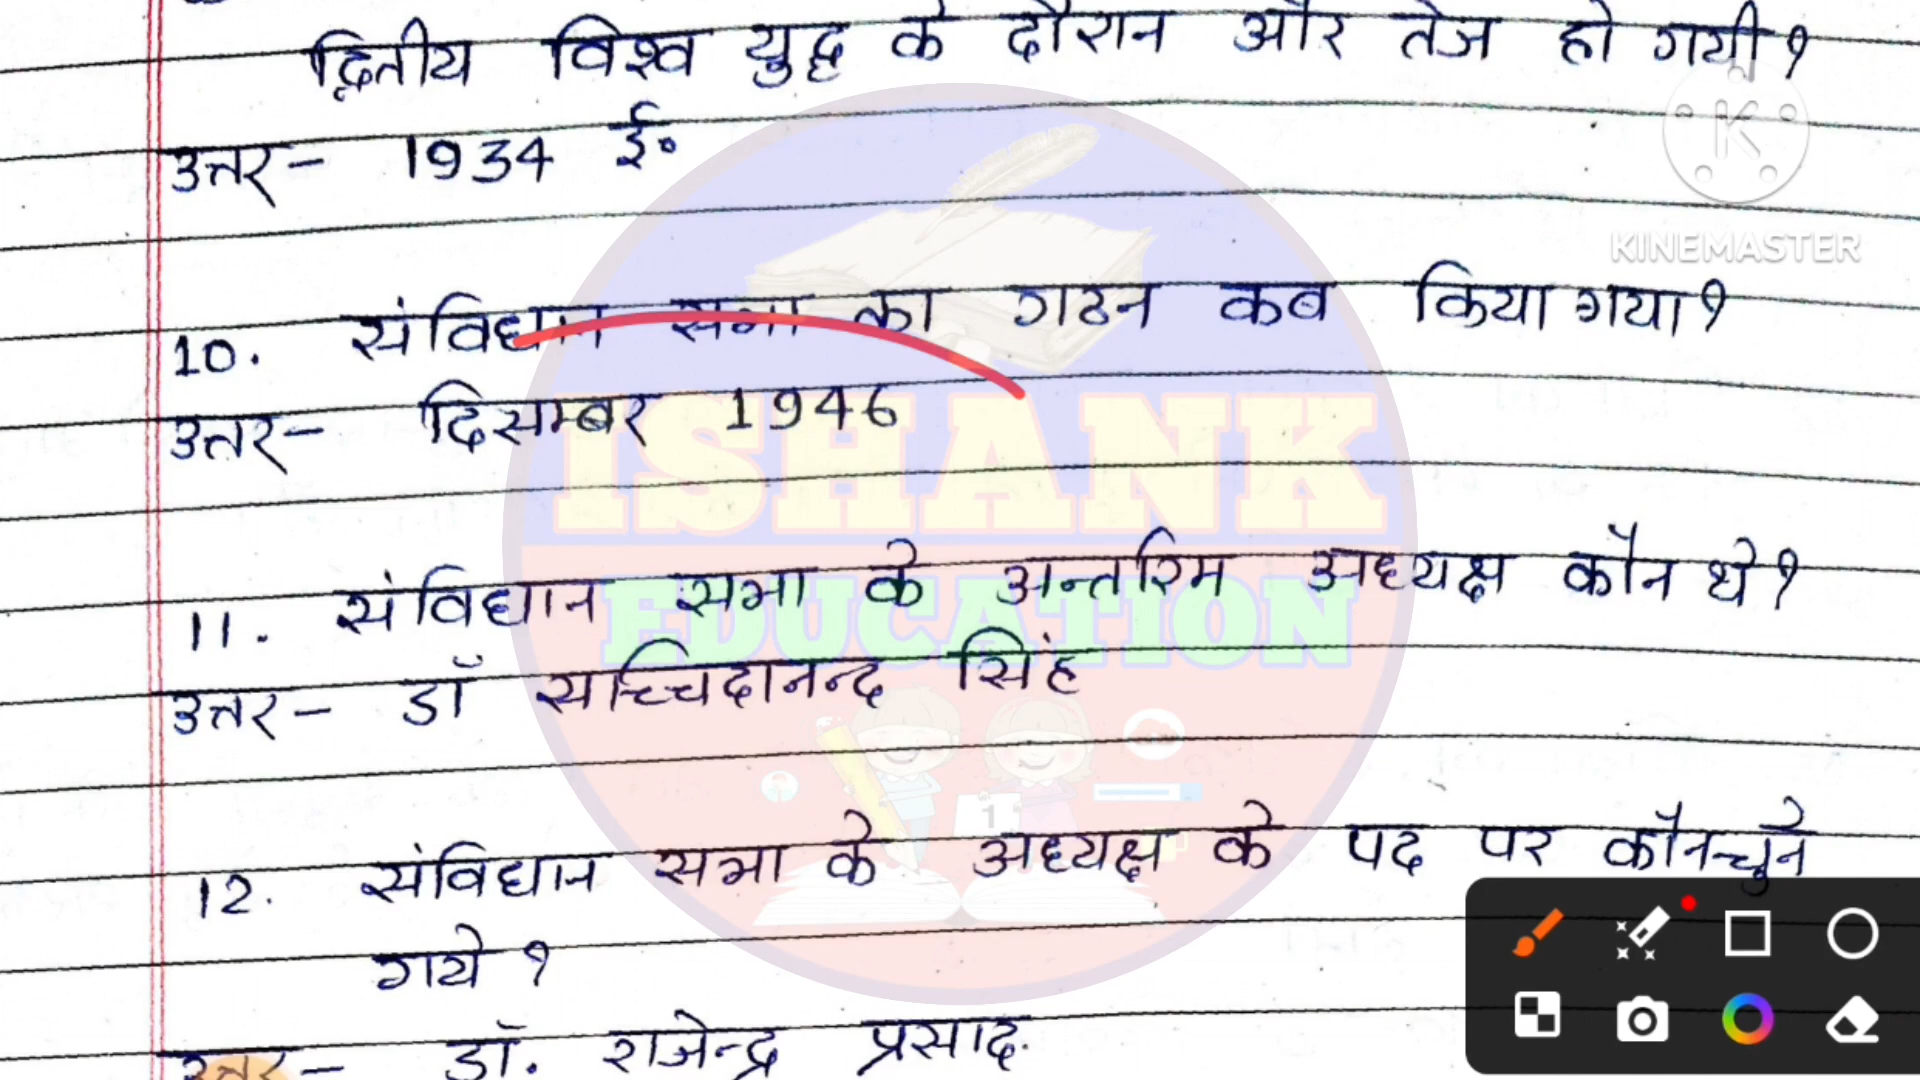 द्वितीय विश्व युद्ध के दौरान और तेज हो गयी?
उत्तर- 1934 ई०
KINEMASTER
10. संविधान सभा का गठन कब किया गया?
उत्तर- दिसम्बर 1946
ISHANK
11. संविधान सभा के अन्तरिम अध्यक्ष कौन थे?
EDUCATION
उत्तर- डॉ सच्चिदानन्द सिंह
12. संविधान सभा के अध्यक्ष के पद पर कौन चुने
गये?
उत्तर- डॉ. राजेन्द्र प्रसाद.